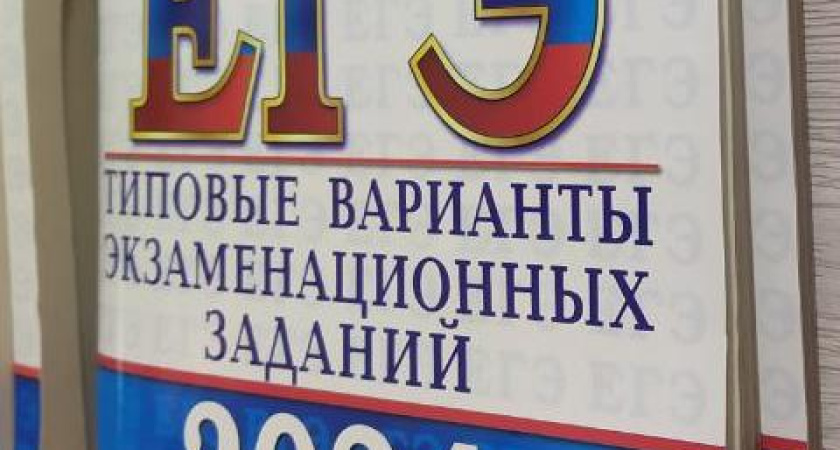 ЕГЭ
ТИПОВЫЕ ВАРИАНТЫ
ЭКЗАМЕНАЦИОННЫХ
ЗАДАНИЙ